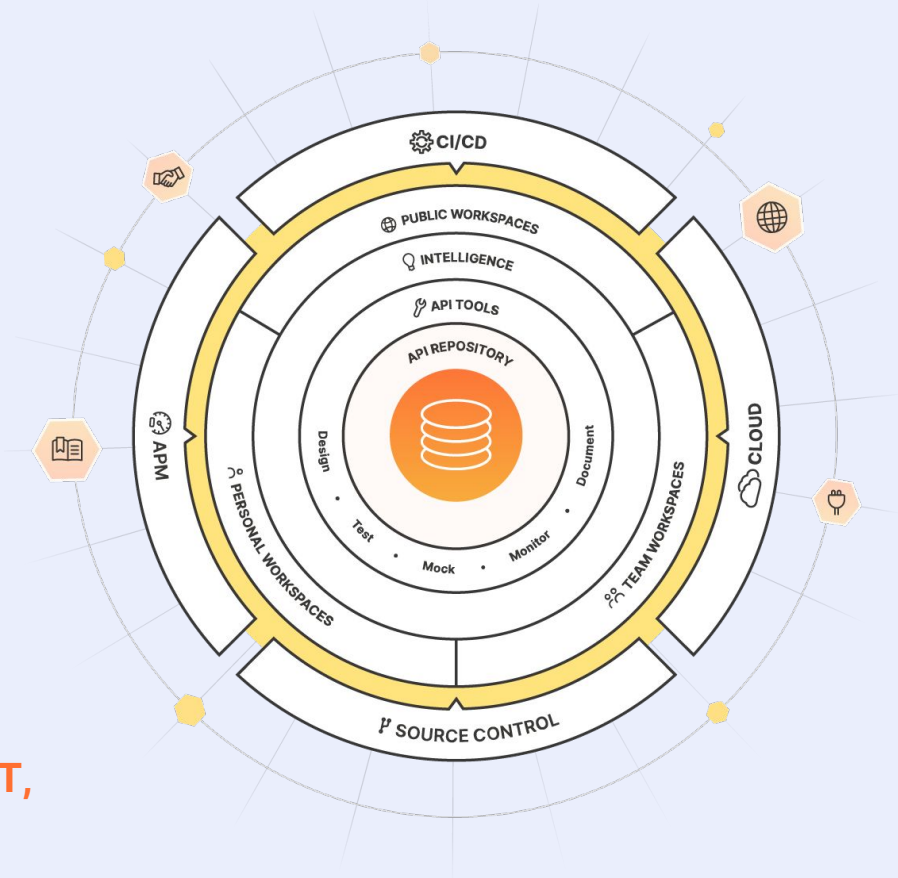 CI/CD
PUBLIC WORKSPACES
INTELLIGENCE
API TOOLS
API REPOSITORY
APM
CLOUD
Design
Document
PERSONAL WORKSPACES
TEAM WORKSPACES
Test
Monitor
Mock
SOURCE CONTROL
T,